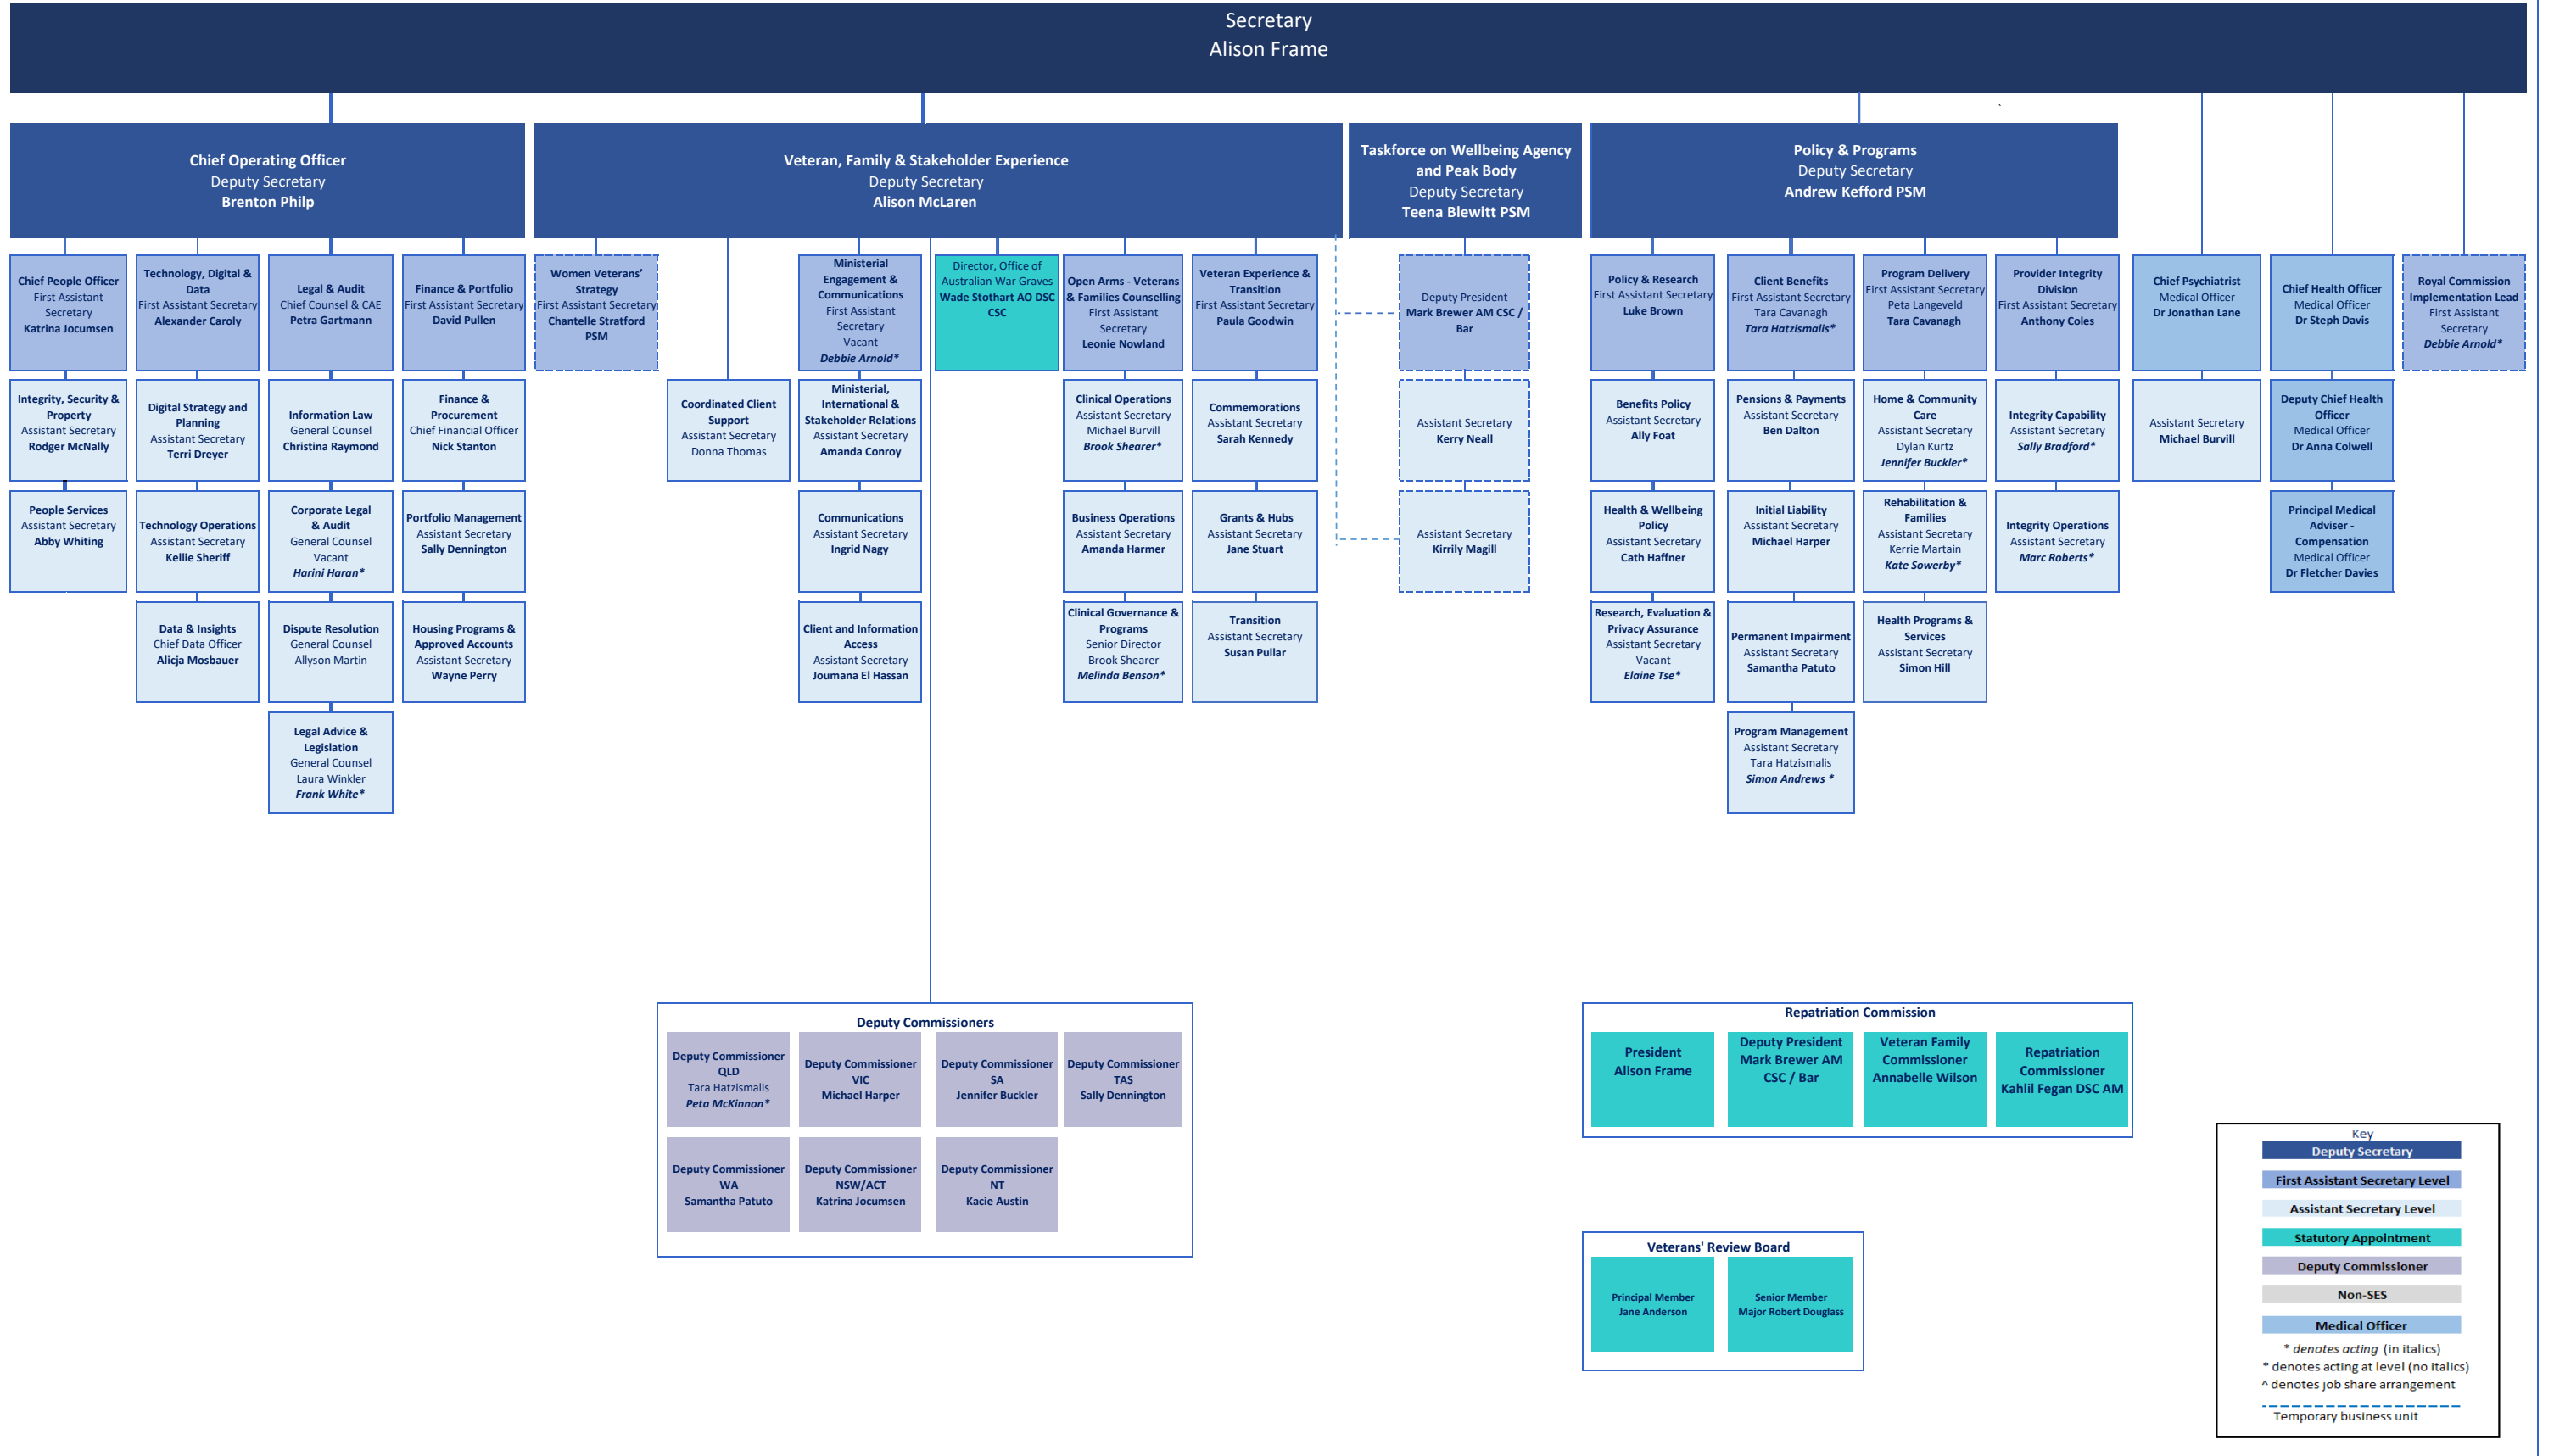 Secretary
Alison Frame
Chief Operating Officer
Deputy Secretary
Brenton Philp
Veteran, Family & Stakeholder Experience
Deputy Secretary
Alison McLaren
Taskforce on Wellbeing Agency
and Peak Body
Deputy Secretary
Teena Blewitt PSM
Policy & Programs
Deputy Secretary
Andrew Kefford PSM
Chief People Officer
First Assistant
Secretary
Katrina Jocumsen
Technology, Digital &
Data
First Assistant Secretary
Alexander Caroly
Legal & Audit
Chief Counsel & CAE
Petra Gartmann
Finance & Portfolio
First Assistant Secretary
David Pullen
Women Veterans'
Strategy
First Assistant Secretary
Chantelle Stratford
PSM
Ministerial
Engagement &
Communications
First Assistant
Secretary
Vacant
Debbie Arnold*
Director, Office of
Australian War Graves
Wade Stothart AO DSC
CSC
Open Arms - Veterans
& Families Counselling
First Assistant
Secretary
Leonie Nowland
Veteran Experience &
Transition
First Assistant Secretary
Paula Goodwin
Deputy President
Mark Brewer AM CSC /
Bar
Policy & Research
First Assistant Secretary
Luke Brown
Client Benefits
First Assistant Secretary
Tara Cavanagh
Tara Hatzismalis*
Program Delivery
First Assistant Secretary
Peta Langeveld
Tara Cavanagh
Provider Integrity
Division
First Assistant Secretary
Anthony Coles
Chief Psychiatrist
Medical Officer
Dr Jonathan Lane
Chief Health Officer
Medical Officer
Dr Steph Davis
Royal Commission
Implementation Lead
First Assistant
Secretary
Debbie Arnold*
Integrity, Security &
Property
Assistant Secretary
Rodger McNally
Digital Strategy and
Planning
Assistant Secretary
Terri Dreyer
Information Law
General Counsel
Christina Raymond
Finance &
Procurement
Chief Financial Officer
Nick Stanton
Coordinated Client
Support
Assistant Secretary
Donna Thomas
Ministerial,
International &
Stakeholder Relations
Assistant Secretary
Amanda Conroy
Clinical Operations
Assistant Secretary
Michael Burvill
Brook Shearer*
Commemorations
Assistant Secretary
Sarah Kennedy
Assistant Secretary
Kerry Neall
Benefits Policy
Assistant Secretary
Ally Foat
Pensions & Payments
Assistant Secretary
Ben Dalton
Home & Community
Care
Assistant Secretary
Dylan Kurtz
Jennifer Buckler*
Integrity Capability
Assistant Secretary
Sally Bradford*
Assistant Secretary
Michael Burvill
Deputy Chief Health
Officer
Medical Officer
Dr Anna Colwell
People Services
Assistant Secretary
Abby Whiting
Technology Operations
Assistant Secretary
Kellie Sheriff
Corporate Legal
& Audit
General Counsel
Vacant
Harini Haran*
Portfolio Management
Assistant Secretary
Sally Dennington
Communications
Assistant Secretary
Ingrid Nagy
Business Operations
Assistant Secretary
Amanda Harmer
Grants & Hubs
Assistant Secretary
Jane Stuart
Assistant Secretary
Kirrily Magill
Health & Wellbeing
Policy
Assistant Secretary
Cath Haffner
Initial Liability
Assistant Secretary
Michael Harper
Rehabilitation &
Families
Assistant Secretary
Kerrie Martain
Kate Sowerby*
Integrity Operations
Assistant Secretary
Marc Roberts*
Principal Medical
Adviser -
Compensation
Medical Officer
Dr Fletcher Davies
Data & Insights
Chief Data Officer
Alicja Mosbauer
Dispute Resolution
General Counsel
Allyson Martin
Housing Programs &
Approved Accounts
Assistant Secretary
Wayne Perry
Client and Information
Access
Assistant Secretary
Joumana El Hassan
Clinical Governance &
Programs
Senior Director
Brook Shearer
Melinda Benson*
Transition
Assistant Secretary
Susan Pullar
Research, Evaluation &
Privacy Assurance
Assistant Secretary
Vacant
Elaine Tse*
Permanent Impairment
Assistant Secretary
Samantha Patuto
Health Programs &
Services
Assistant Secretary
Simon Hill
Legal Advice &
Legislation
General Counsel
Laura Winkler
Frank White*
Program Management
Assistant Secretary
Tara Hatzismalis
Simon Andrews *
Deputy Commissioners
Deputy Commissioner
QLD
Tara Hatzismalis
Peta McKinnon*
Deputy Commissioner
VIC
Michael Harper
Deputy Commissioner
SA
Jennifer Buckler
Deputy Commissioner
TAS
Sally Dennington
Deputy Commissioner
WA
Samantha Patuto
Deputy Commissioner
NSW/ACT
Katrina Jocumsen
Deputy Commissioner
NT
Kacie Austin
Repatriation Commission
President
Alison Frame
Deputy President
Mark Brewer AM
CSC / Bar
Veteran Family
Commissioner
Annabelle Wilson
Repatriation
Commissioner
Kahlil Fegan DSC AM
Veterans' Review Board
Principal Member
Jane Anderson
Senior Member
Major Robert Douglass
Key
Deputy Secretary
First Assistant Secretary Level
Assistant Secretary Level
Statutory Appointment
Deputy Commissioner
Non-SES
Medical Officer
* denotes acting (in italics)
* denotes acting at level (no italics)
^ denotes job share arrangement
Temporary business unit